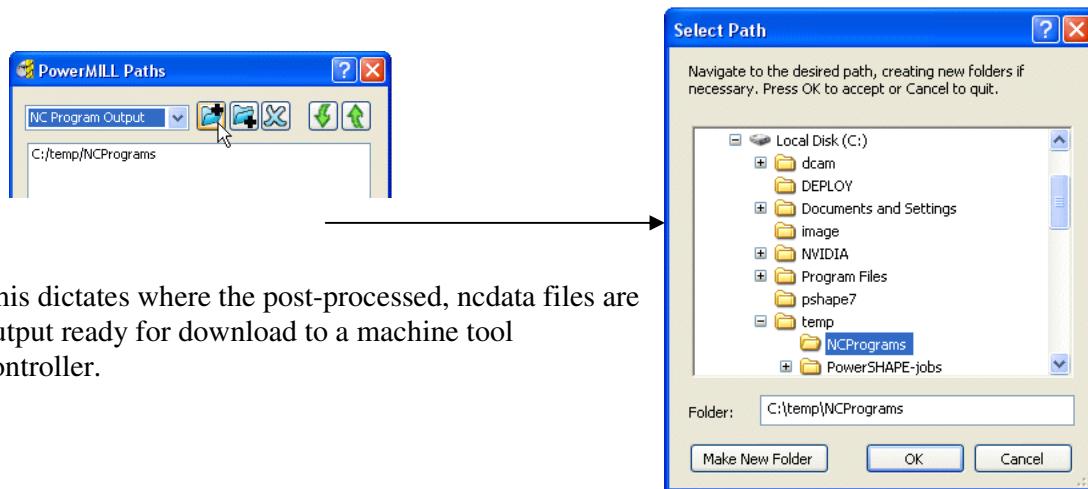 PowerMILL Paths
NC Program Output
C:/temp/NCPrograms
his dictates where the post-processed, ncdata files are
utput ready for download to a machine tool
ontroller.
Select Path
Navigate to the desired path, creating new folders if
necessary. Press OK to accept or Cancel to quit.
Local Disk (C:)
dcam
DEPLOY
Documents and Settings
image
NVIDIA
Program Files
pshape7
temp
NCPrograms
PowerSHAPE-jobs
Folder: C:\temp\NCPrograms
Make New Folder OK Cancel